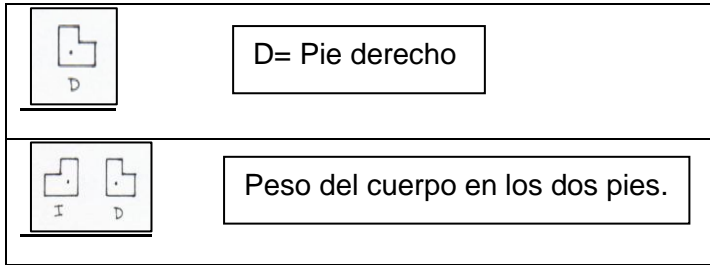 D
D= Pie derecho
I D
Peso del cuerpo en los dos pies.